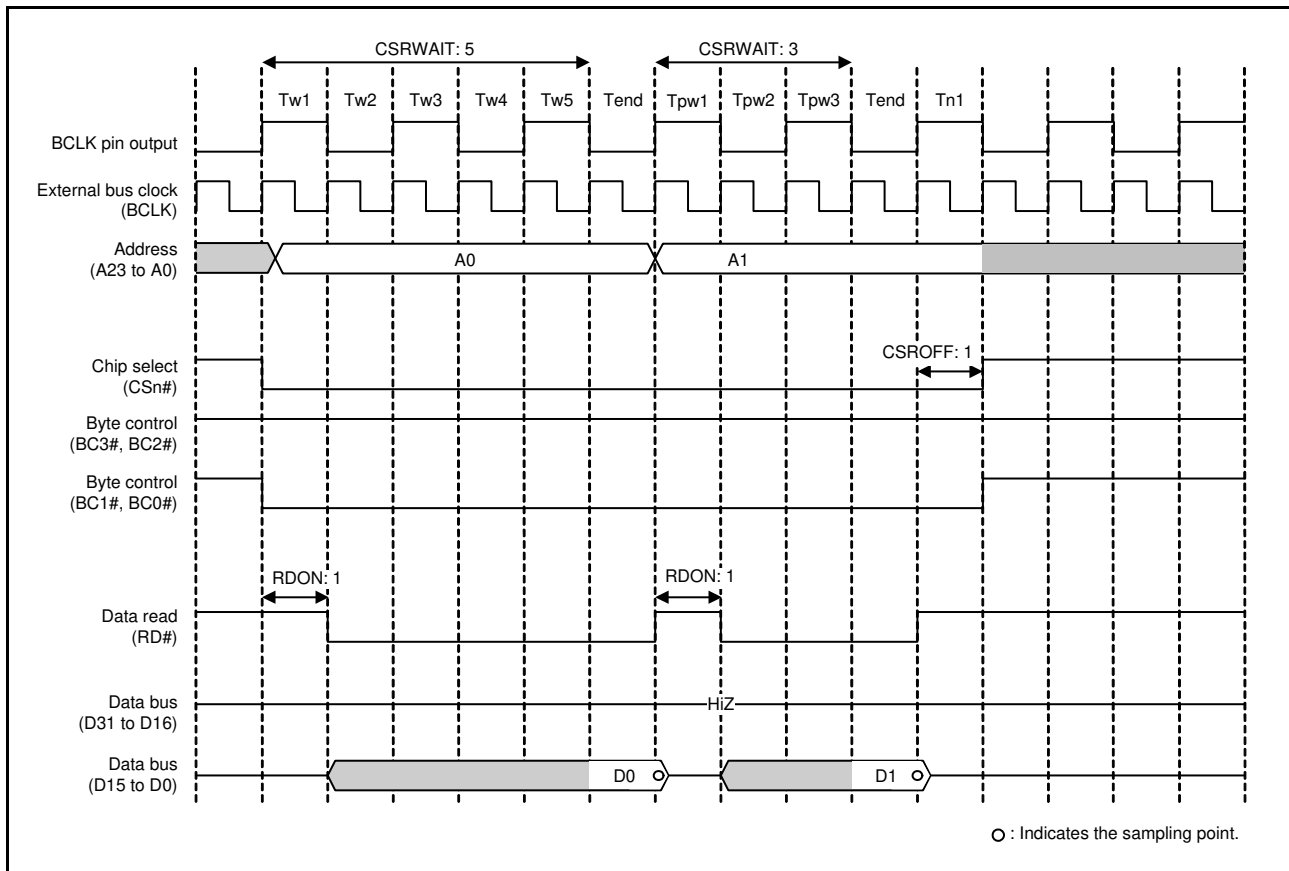 CSRWAIT: 5 CSRWAIT: 3
Tw1 Tw2 Tw3 Tw4 Tw5 Tend Tpw1 Tpw2 Tpw3 Tend Tn1
BCLK pin output
External bus clock
(BCLK)
Address
(A23 to A0)
A0 A1
CSROFF: 1
Chip select
(CSn#)
Byte control
(BC3#, BC2#)
Byte control
(BC1#, BC0#)
RDON: 1 RDON: 1
Data read
(RD#)
Data bus
(D31 to D16)
HiZ
Data bus
(D15 to D0)
D0 D1
: Indicates the sampling point.